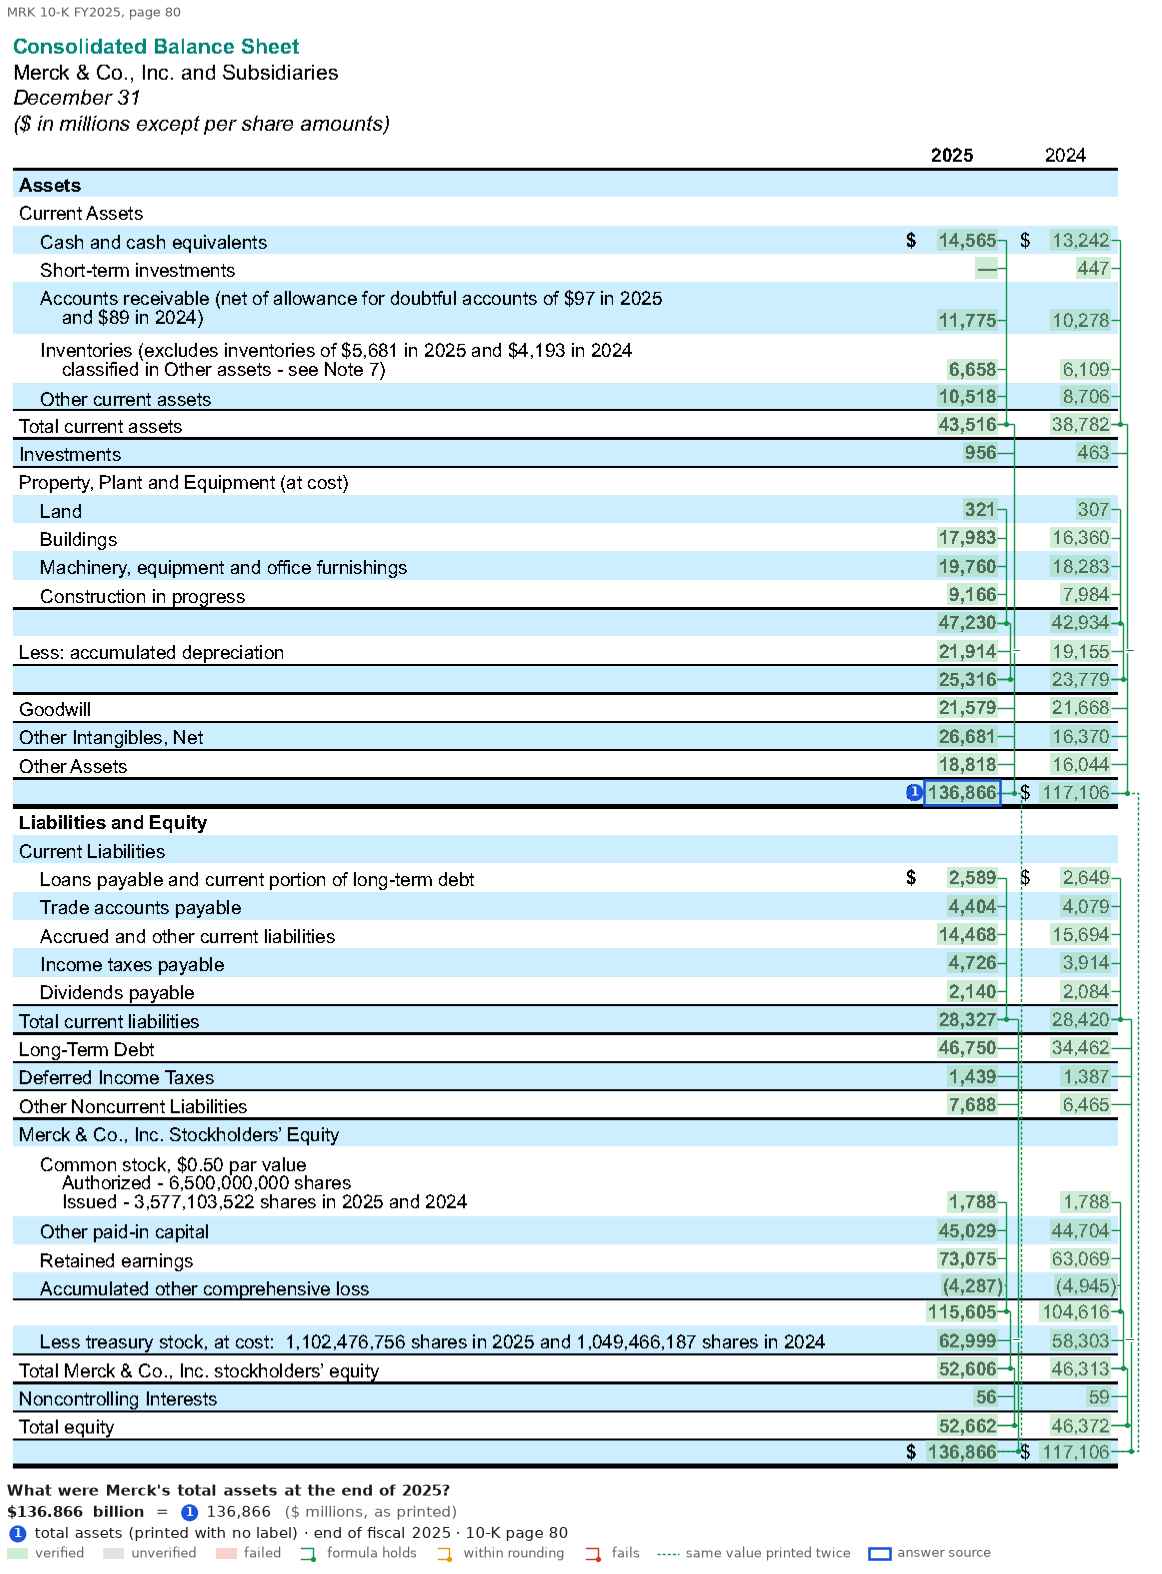 MRK 10-K FY2025, page 80
Consolidated Balance Sheet
Merck & Co., Inc. and Subsidiaries
December 31
($ in millions except per share amounts)
2025 2024
Assets
Current Assets
Cash and cash equivalents $ 14,565 $ 13,242
Short-term investments — 447
Accounts receivable (net of allowance for doubtful accounts of $97 in 2025
and $89 in 2024) 11,775 10,278
Inventories (excludes inventories of $5,681 in 2025 and $4,193 in 2024
classified in Other assets - see Note 7) 6,658 6,109
Other current assets 10,518 8,706
Total current assets 43,516 38,782
Investments 956 463
Property, Plant and Equipment (at cost)
Land 321 307
Buildings 17,983 16,360
Machinery, equipment and office furnishings 19,760 18,283
Construction in progress 9,166 7,984
47,230 42,934
Less: accumulated depreciation 21,914 19,155
25,316 23,779
Goodwill 21,579 21,668
Other Intangibles, Net 26,681 16,370
Other Assets 18,818 16,044
1 136,866 $ 117,106
Liabilities and Equity
Current Liabilities
Loans payable and current portion of long-term debt $ 2,589 $ 2,649
Trade accounts payable 4,404 4,079
Accrued and other current liabilities 14,468 15,694
Income taxes payable 4,726 3,914
Dividends payable 2,140 2,084
Total current liabilities 28,327 28,420
Long-Term Debt 46,750 34,462
Deferred Income Taxes 1,439 1,387
Other Noncurrent Liabilities 7,688 6,465
Merck & Co., Inc. Stockholders’ Equity
Common stock, $0.50 par value
Authorized - 6,500,000,000 shares
Issued - 3,577,103,522 shares in 2025 and 2024 1,788 1,788
Other paid-in capital 45,029 44,704
Retained earnings 73,075 63,069
Accumulated other comprehensive loss (4,287) (4,945)
115,605 104,616
Less treasury stock, at cost: 1,102,476,756 shares in 2025 and 1,049,466,187 shares in 2024 62,999 58,303
Total Merck & Co., Inc. stockholders’ equity 52,606 46,313
Noncontrolling Interests 56 59
Total equity 52,662 46,372
$ 136,866 $ 117,106
What were Merck's total assets at the end of 2025?
$136.866 billion = 1 136,866 ($ millions, as printed)
1 total assets (printed with no label) · end of fiscal 2025 · 10-K page 80
verified unverified failed formula holds within rounding fails same value printed twice answer source